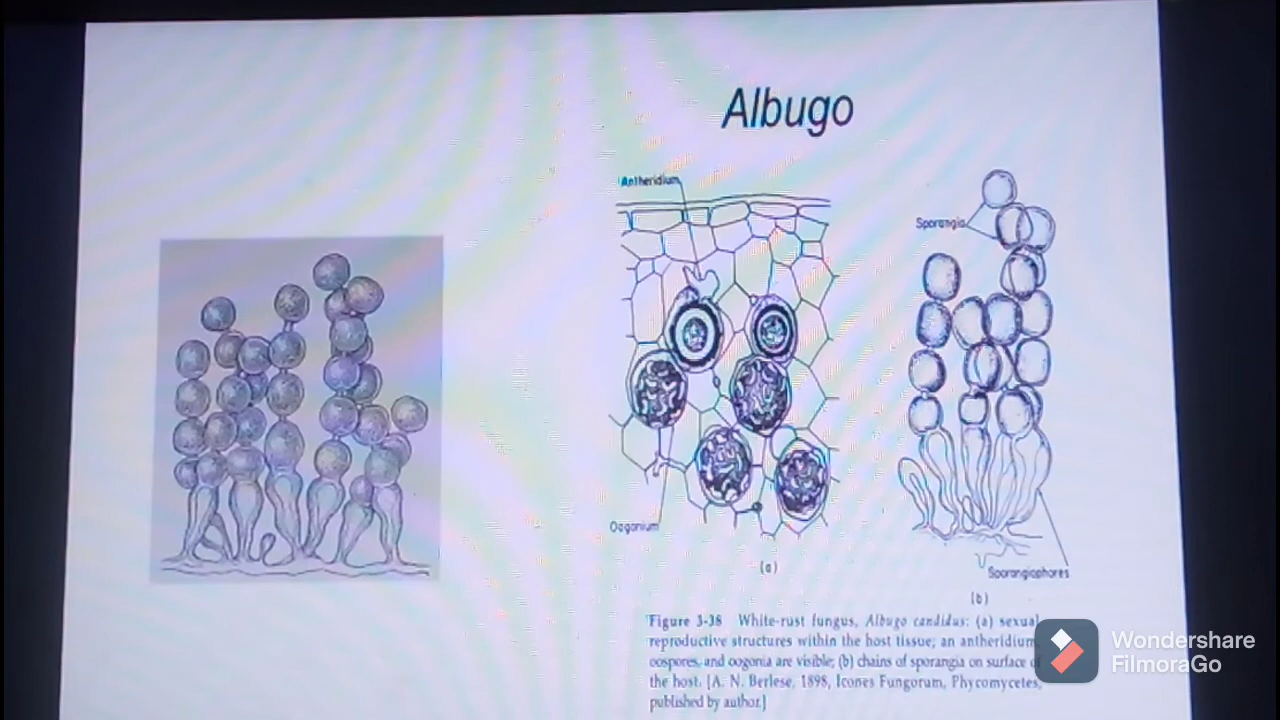 Albugo
Antheridium
Sporangia
Oogonium
(a)
Sporangiophores
(b)
Figure 3-38 White-rust fungus, Albugo candidus: (a) sexual
reproductive structures within the host tissue; an antheridium,
oospores, and oogonia are visible; (b) chains of sporangia on surface of
the host. [A. N. Berlese, 1898, Icones Fungorum, Phycomycetes,
published by author.]
Wondershare
FilmoraGo